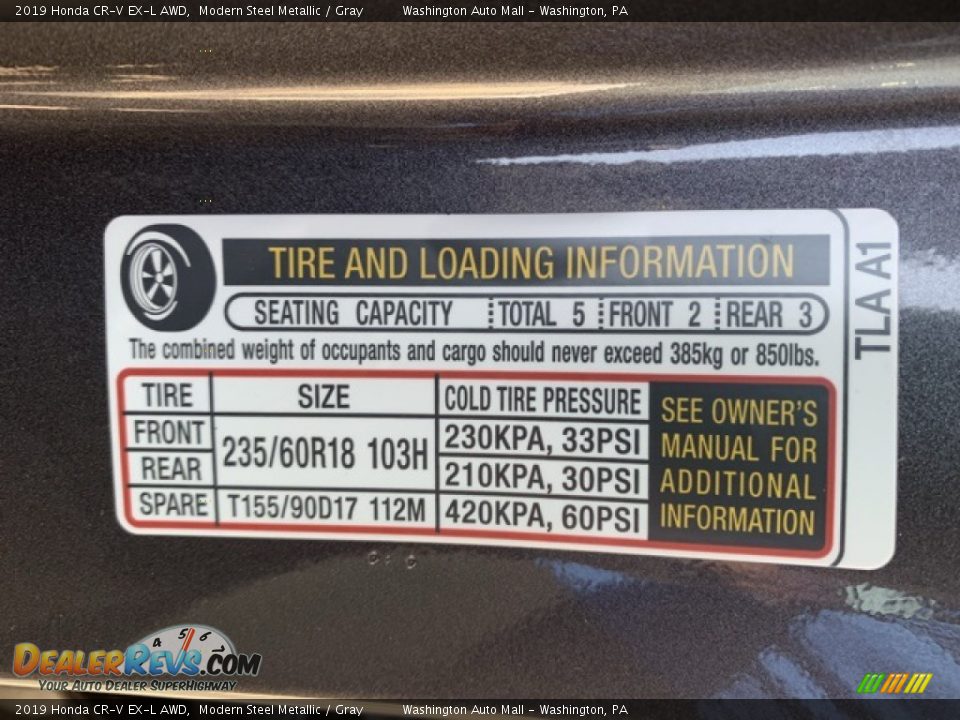 2019 Honda CR-V EX-L AWD,  Modern Steel Metallic / Gray    Washington Auto Mall - Washington, PA
TIRE AND LOADING INFORMATION
SEATING CAPACITY TOTAL 5 FRONT 2 REAR 3
The combined weight of occupants and cargo should never exceed 385kg or 850lbs.
TIRE SIZE COLD TIRE PRESSURE
FRONT 235/60R18 103H 230KPA, 33PSI
REAR 210KPA, 30PSI
SPARE T155/90D17 112M 420KPA, 60PSI
SEE OWNER'S
MANUAL FOR
ADDITIONAL
INFORMATION
TLA A1
4 5 6
DEALERREVS.COM
YOUR AUTO DEALER SUPERHIGHWAY
2019 Honda CR-V EX-L AWD,  Modern Steel Metallic / Gray    Washington Auto Mall - Washington, PA